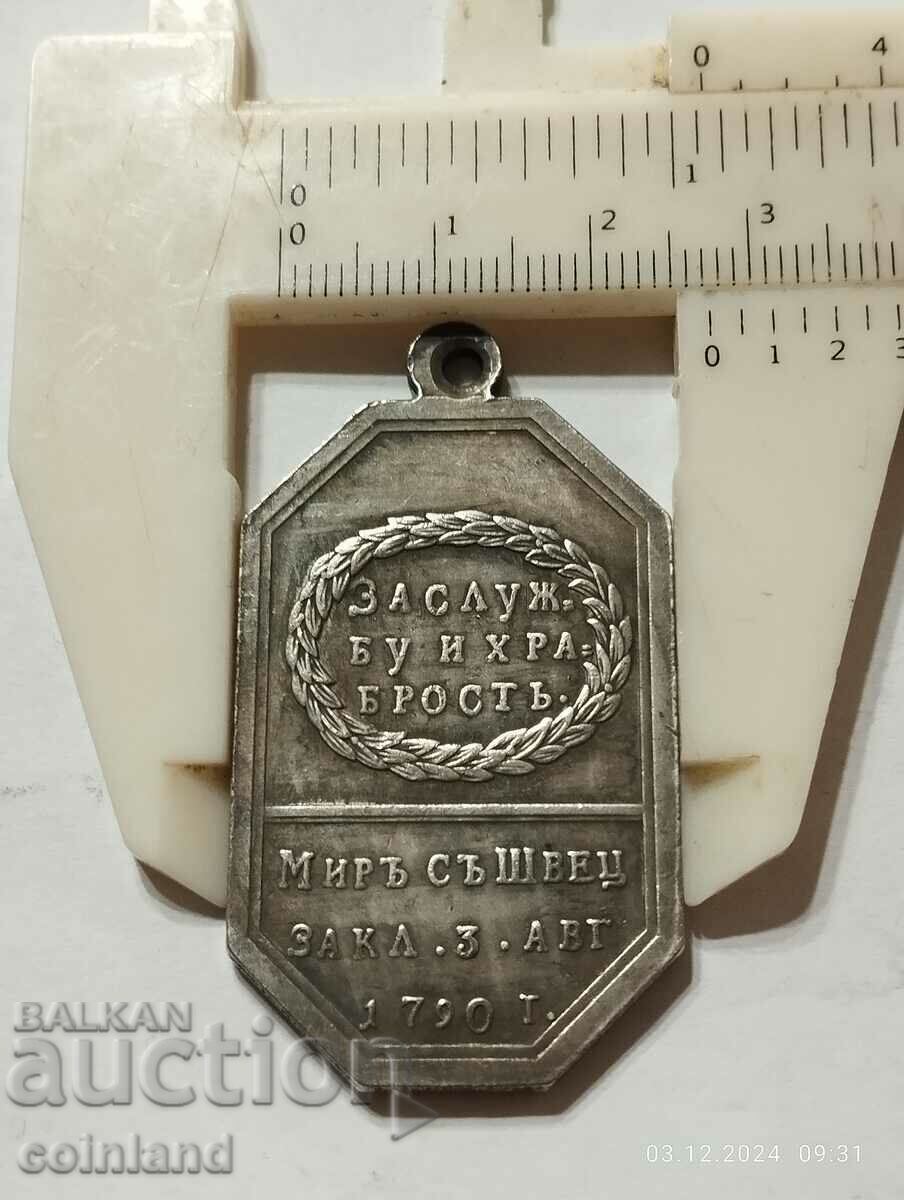 0 4
0 1
0 1 2 3
0 1 2 3
ЗАСЛУЖ=
БУ И ХРА=
БРОСТЬ.
МИРЪ СЪ ШВЕЦ
ЗАКЛ . 3 . АВГ
1790 Г.
BALKAN
auction
coinland
03.12.2024 09:31